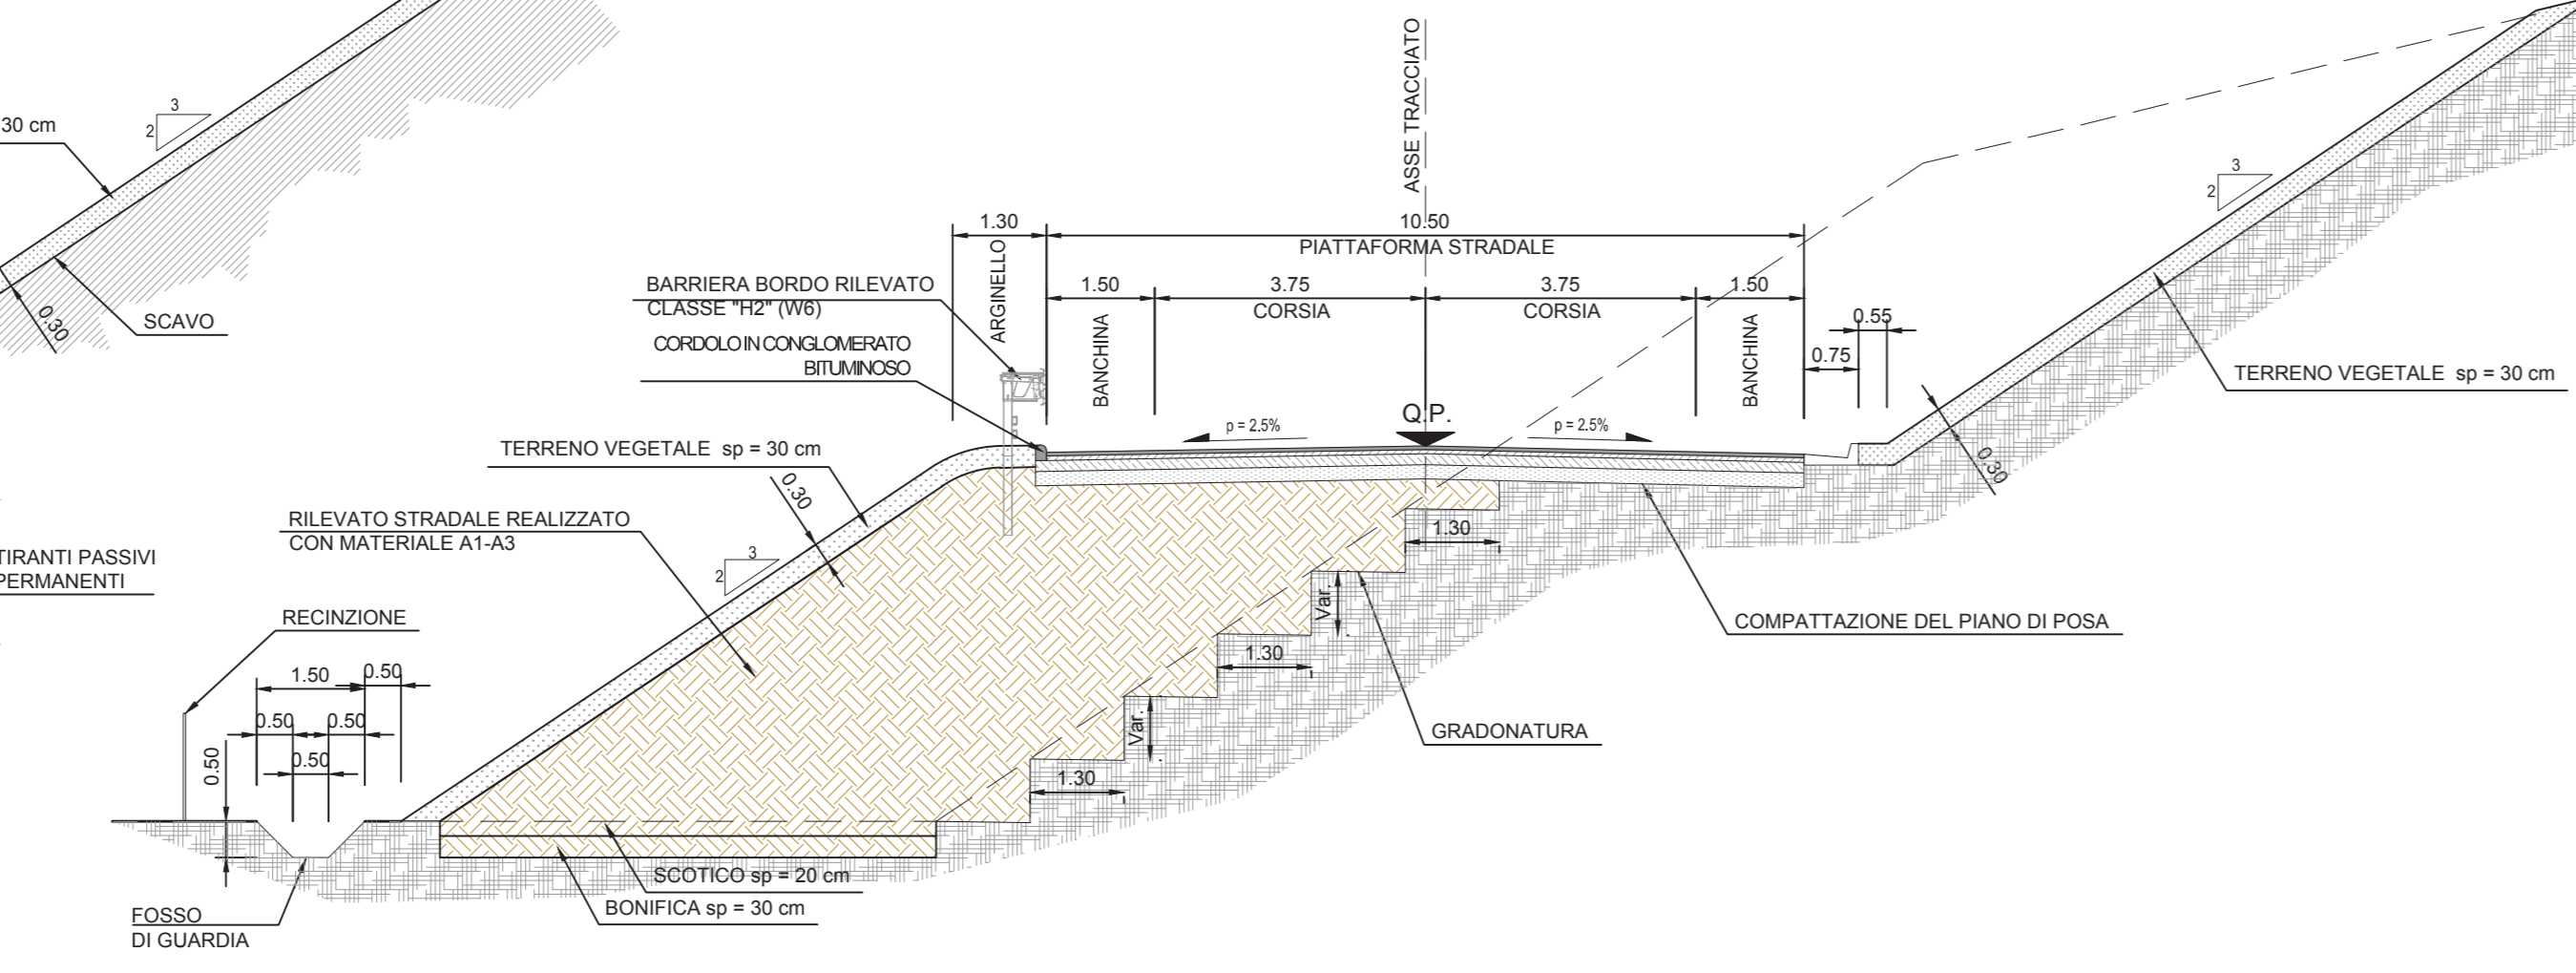 3
2
30 cm
0.30
SCAVO
TIRANTI PASSIVI
PERMANENTI
ASSE TRACCIATO
1.30
10.50
PIATTAFORMA STRADALE
ARGINELLO
BARRIERA BORDO RILEVATO
CLASSE "H2" (W6)
1.50
3.75
3.75
1.50
CORSIA
CORSIA
BANCHINA
BANCHINA
CORDOLO IN CONGLOMERATO
BITUMINOSO
0.55
0.75
3
2
TERRENO VEGETALE sp = 30 cm
0.30
Q.P.
p = 2.5%
p = 2.5%
TERRENO VEGETALE sp = 30 cm
0.30
RILEVATO STRADALE REALIZZATO
CON MATERIALE A1-A3
3
2
1.30
Var.
1.30
Var.
1.30
COMPATTAZIONE DEL PIANO DI POSA
GRADONATURA
RECINZIONE
1.50
0.50
0.50
0.50
0.50
0.50
SCOTICO sp = 20 cm
BONIFICA sp = 30 cm
FOSSO
DI GUARDIA